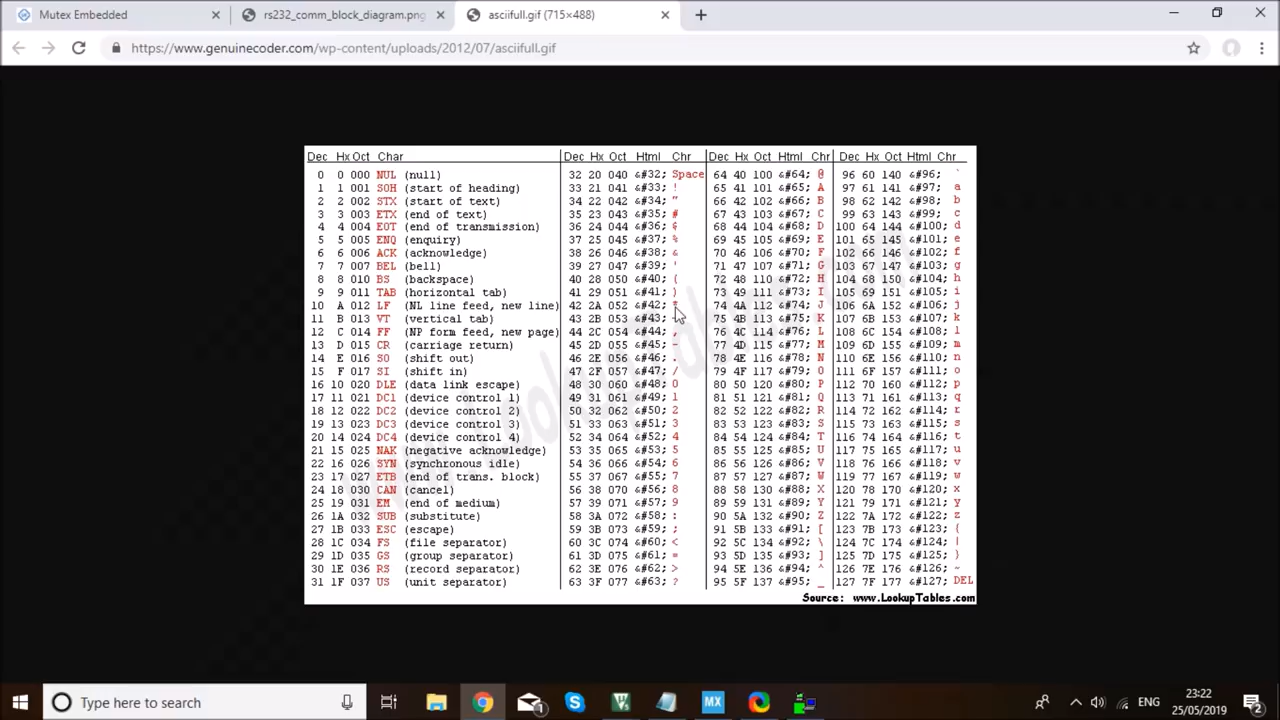 Mutex Embedded
rs232_comm_block_diagram.png
asciifull.gif (715×488)
https://www.genuinecoder.com/wp-content/uploads/2012/07/asciifull.gif
Dec Hx Oct Char Dec Hx Oct Html Chr Dec Hx Oct Html Chr Dec Hx Oct Html Chr
0 0 000 NUL (null) 32 20 040 &#32; Space 64 40 100 &#64; @ 96 60 140 &#96; `
1 1 001 SOH (start of heading) 33 21 041 &#33; ! 65 41 101 &#65; A 97 61 141 &#97; a
2 2 002 STX (start of text) 34 22 042 &#34; " 66 42 102 &#66; B 98 62 142 &#98; b
3 3 003 ETX (end of text) 35 23 043 &#35; # 67 43 103 &#67; C 99 63 143 &#99; c
4 4 004 EOT (end of transmission) 36 24 044 &#36; $ 68 44 104 &#68; D 100 64 144 &#100; d
5 5 005 ENQ (enquiry) 37 25 045 &#37; % 69 45 105 &#69; E 101 65 145 &#101; e
6 6 006 ACK (acknowledge) 38 26 046 &#38; & 70 46 106 &#70; F 102 66 146 &#102; f
7 7 007 BEL (bell) 39 27 047 &#39; ' 71 47 107 &#71; G 103 67 147 &#103; g
8 8 010 BS (backspace) 40 28 050 &#40; ( 72 48 110 &#72; H 104 68 150 &#104; h
9 9 011 TAB (horizontal tab) 41 29 051 &#41; ) 73 49 111 &#73; I 105 69 151 &#105; i
10 A 012 LF (NL line feed, new line) 42 2A 052 &#42; * 74 4A 112 &#74; J 106 6A 152 &#106; j
11 B 013 VT (vertical tab) 43 2B 053 &#43; 75 4B 113 &#75; K 107 6B 153 &#107; k
12 C 014 FF (NP form feed, new page) 44 2C 054 &#44; , 76 4C 114 &#76; L 108 6C 154 &#108; l
13 D 015 CR (carriage return) 45 2D 055 &#45; - 77 4D 115 &#77; M 109 6D 155 &#109; m
14 E 016 SO (shift out) 46 2E 056 &#46; . 78 4E 116 &#78; N 110 6E 156 &#110; n
15 F 017 SI (shift in) 47 2F 057 &#47; / 79 4F 117 &#79; O 111 6F 157 &#111; o
16 10 020 DLE (data link escape) 48 30 060 &#48; 0 80 50 120 &#80; P 112 70 160 &#112; p
17 11 021 DC1 (device control 1) 49 31 061 &#49; 1 81 51 121 &#81; Q 113 71 161 &#113; q
18 12 022 DC2 (device control 2) 50 32 062 &#50; 2 82 52 122 &#82; R 114 72 162 &#114; r
19 13 023 DC3 (device control 3) 51 33 063 &#51; 3 83 53 123 &#83; S 115 73 163 &#115; s
20 14 024 DC4 (device control 4) 52 34 064 &#52; 4 84 54 124 &#84; T 116 74 164 &#116; t
21 15 025 NAK (negative acknowledge) 53 35 065 &#53; 5 85 55 125 &#85; U 117 75 165 &#117; u
22 16 026 SYN (synchronous idle) 54 36 066 &#54; 6 86 56 126 &#86; V 118 76 166 &#118; v
23 17 027 ETB (end of trans. block) 55 37 067 &#55; 7 87 57 127 &#87; W 119 77 167 &#119; w
24 18 030 CAN (cancel) 56 38 070 &#56; 8 88 58 130 &#88; X 120 78 170 &#120; x
25 19 031 EM (end of medium) 57 39 071 &#57; 9 89 59 131 &#89; Y 121 79 171 &#121; y
26 1A 032 SUB (substitute) 58 3A 072 &#58; : 90 5A 132 &#90; Z 122 7A 172 &#122; z
27 1B 033 ESC (escape) 59 3B 073 &#59; ; 91 5B 133 &#91; [ 123 7B 173 &#123; {
28 1C 034 FS (file separator) 60 3C 074 &#60; < 92 5C 134 &#92; \ 124 7C 174 &#124; |
29 1D 035 GS (group separator) 61 3D 075 &#61; = 93 5D 135 &#93; ] 125 7D 175 &#125; }
30 1E 036 RS (record separator) 62 3E 076 &#62; > 94 5E 136 &#94; ^ 126 7E 176 &#126; ~
31 1F 037 US (unit separator) 63 3F 077 &#63; ? 95 5F 137 &#95; _ 127 7F 177 &#127; DEL
Source: www.LookupTables.com
Type here to search
MX
ENG
23:22
25/05/2019
2